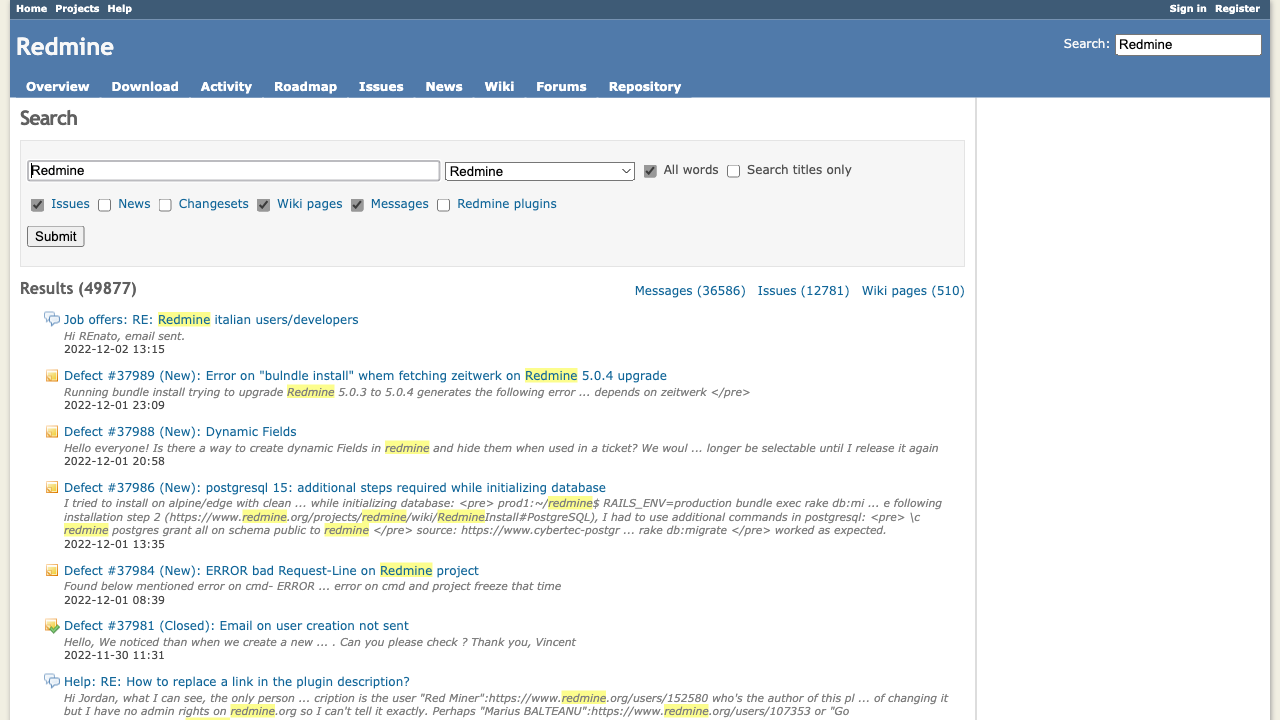 Home Projects Help Sign in Register
Redmine Search: Redmine
Overview Download Activity Roadmap Issues News Wiki Forums Repository
Search
Redmine Redmine All words Search titles only
Issues News Changesets Wiki pages Messages Redmine plugins
Submit
Results (49877) Messages (36586) Issues (12781) Wiki pages (510)
Job offers: RE: Redmine italian users/developers
Hi REnato, email sent.
2022-12-02 13:15
Defect #37989 (New): Error on "bulndle install" whem fetching zeitwerk on Redmine 5.0.4 upgrade
Running bundle install trying to upgrade Redmine 5.0.3 to 5.0.4 generates the following error ... depends on zeitwerk </pre>
2022-12-01 23:09
Defect #37988 (New): Dynamic Fields
Hello everyone! Is there a way to create dynamic Fields in redmine and hide them when used in a ticket? We woul ... longer be selectable until I release it again
2022-12-01 20:58
Defect #37986 (New): postgresql 15: additional steps required while initializing database
I tried to install on alpine/edge with clean ... while initializing database: <pre> prod1:~/redmine$ RAILS_ENV=production bundle exec rake db:mi ... e following
installation step 2 (https://www.redmine.org/projects/redmine/wiki/RedmineInstall#PostgreSQL), I had to use additional commands in postgresql: <pre> \c
redmine postgres grant all on schema public to redmine </pre> source: https://www.cybertec-postgr ... rake db:migrate </pre> worked as expected.
2022-12-01 13:35
Defect #37984 (New): ERROR bad Request-Line on Redmine project
Found below mentioned error on cmd- ERROR ... error on cmd and project freeze that time
2022-12-01 08:39
Defect #37981 (Closed): Email on user creation not sent
Hello, We noticed than when we create a new ... . Can you please check ? Thank you, Vincent
2022-11-30 11:31
Help: RE: How to replace a link in the plugin description?
Hi Jordan, what I can see, the only person ... cription is the user "Red Miner":https://www.redmine.org/users/152580 who's the author of this pl ... of changing it
but I have no admin rights on redmine.org so I can't tell it exactly. Perhaps "Marius BALTEANU":https://www.redmine.org/users/107353 or "Go